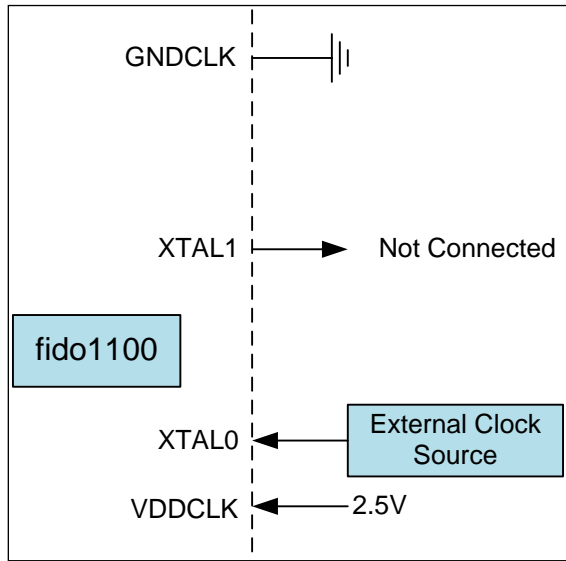 GNDCLK
XTAL1
Not Connected
fido1100
XTAL0
External Clock
Source
VDDCLK
2.5V